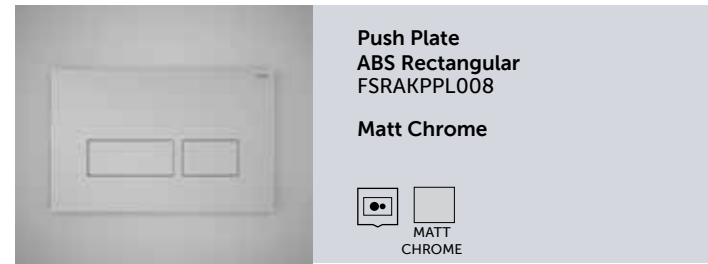 Push Plate
ABS Rectangular
FSRAKPPL008
Matt Chrome
MATT
CHROME